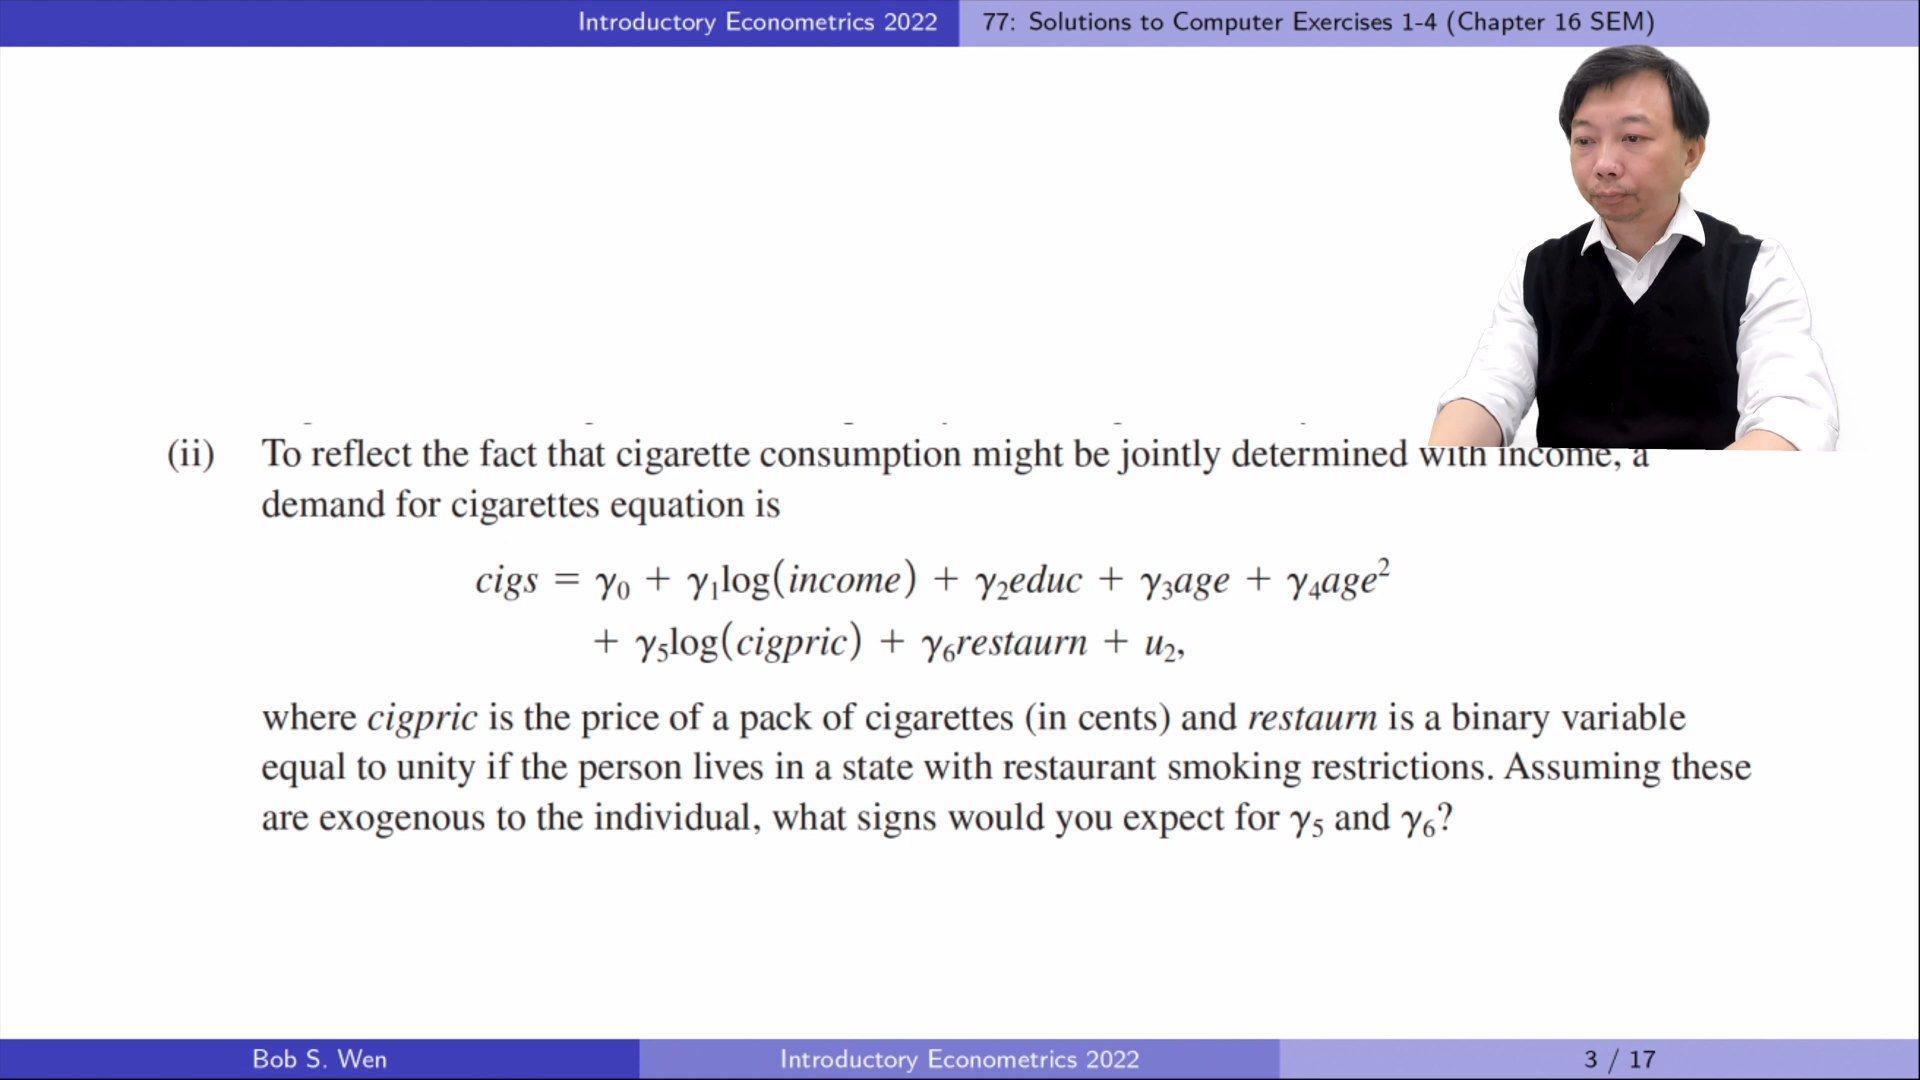 Introductory Econometrics 2022 77: Solutions to Computer Exercises 1-4 (Chapter 16 SEM)
(ii) To reflect the fact that cigarette consumption might be jointly determined with income, a
demand for cigarettes equation is
cigs = γ₀ + γ₁log(income) + γ₂educ + γ₃age + γ₄age²
+ γ₅log(cigpric) + γ₆restaurn + u₂,
where cigpric is the price of a pack of cigarettes (in cents) and restaurn is a binary variable
equal to unity if the person lives in a state with restaurant smoking restrictions. Assuming these
are exogenous to the individual, what signs would you expect for γ₅ and γ₆?
Bob S. Wen Introductory Econometrics 2022 3 / 17